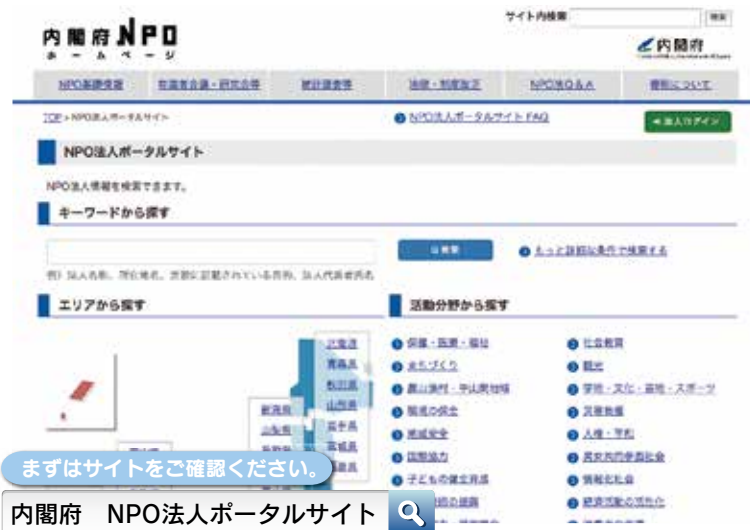 サイト内検索
検索
内閣府NPO
ホームページ
内閣府
NPO基礎情報 有識者会議・研究会等 統計調査等 法律・制度改正 NPO法Q&A 書類について
TOP > NPO法人ポータルサイト
NPO法人ポータルサイト FAQ
法人ログイン
NPO法人ポータルサイト
NPO法人情報を検索できます。
キーワードから探す
検索
もっと詳細な条件で検索する
例）法人名称、所在地名、定款に記載されている目的、法人代表者氏名
エリアから探す
活動分野から探す
北海道
青森県
秋田県
山形県
岩手県
宮城県
新潟県
山梨県
保健・医療・福祉
社会教育
まちづくり
観光
農山漁村・中山間地域
学術・文化・芸術・スポーツ
環境の保全
災害救援
地域安全
人権・平和
国際協力
男女共同参画社会
子どもの健全育成
情報化社会
経済活動の活性化
まずはサイトをご確認ください。
内閣府　NPO法人ポータルサイト